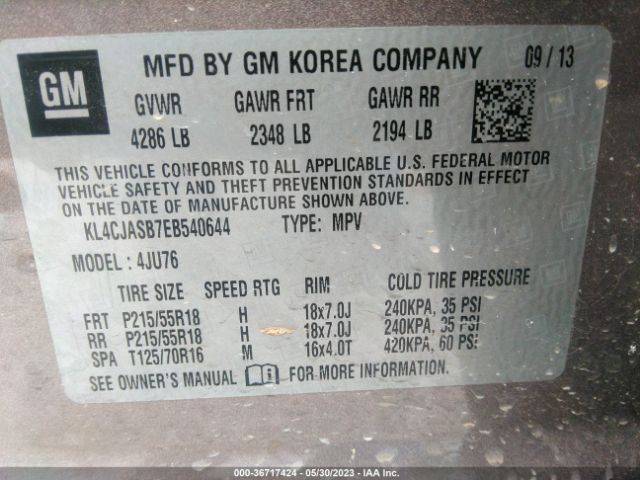 GM
MFD BY GM KOREA COMPANY 09 / 13
GVWR GAWR FRT GAWR RR
4286 LB 2348 LB 2194 LB
THIS VEHICLE CONFORMS TO ALL APPLICABLE U.S. FEDERAL MOTOR
VEHICLE SAFETY AND THEFT PREVENTION STANDARDS IN EFFECT
ON THE DATE OF MANUFACTURE SHOWN ABOVE.
KL4CJASB7EB540644 TYPE: MPV
MODEL : 4JU76
TIRE SIZE SPEED RTG RIM COLD TIRE PRESSURE
FRT P215/55R18 H 18x7.0J 240KPA, 35 PSI
RR P215/55R18 H 18x7.0J 240KPA, 35 PSI
SPA T125/70R16 M 16x4.0T 420KPA, 60 PSI
SEE OWNER'S MANUAL FOR MORE INFORMATION.
000-36717424 - 05/30/2023 - IAA Inc.